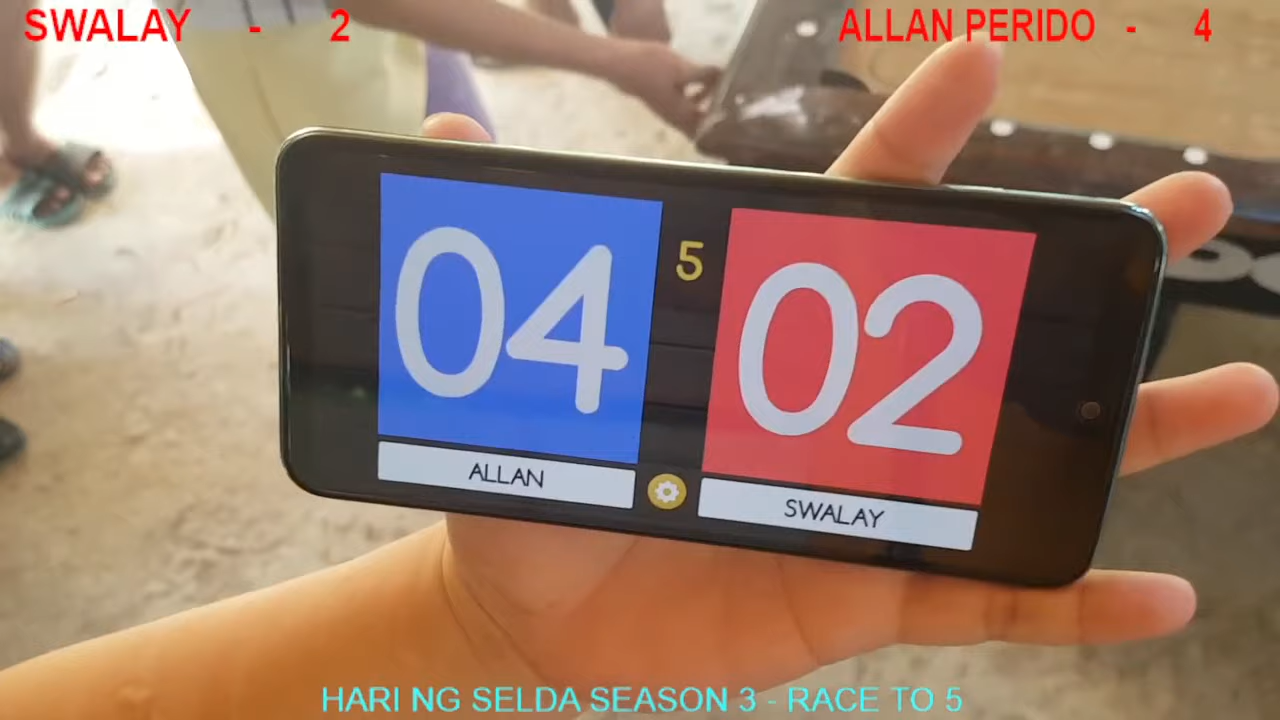 SWALAY - 2
ALLAN PERIDO - 4
04 5 02
ALLAN
SWALAY
HARI NG SELDA SEASON 3 - RACE TO 5